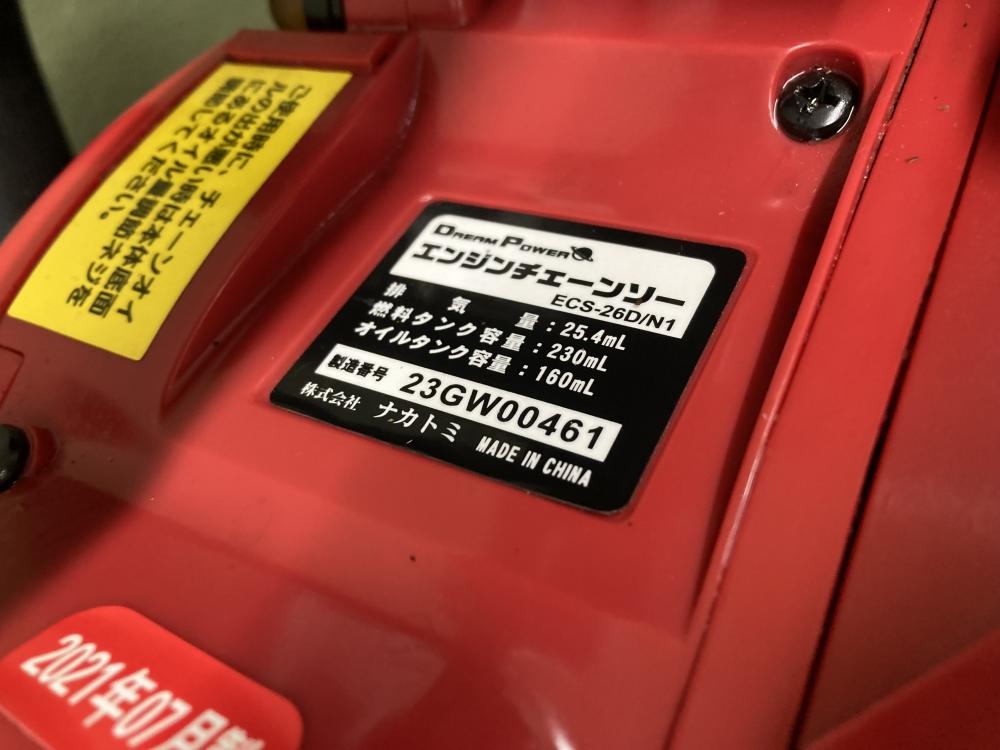 ご使用時に、チェーンオイ
ルの出が悪い時は本体底面
にあるオイル量調節ネジを
調節してください。
DREAM POWER
エンジンチェーンソー
ECS-26D/N1
排気量：25.4mL
燃料タンク容量：230mL
オイルタンク容量：160mL
製造番号 23GW00461
株式会社 ナカトミ MADE IN CHINA
2021年07月製